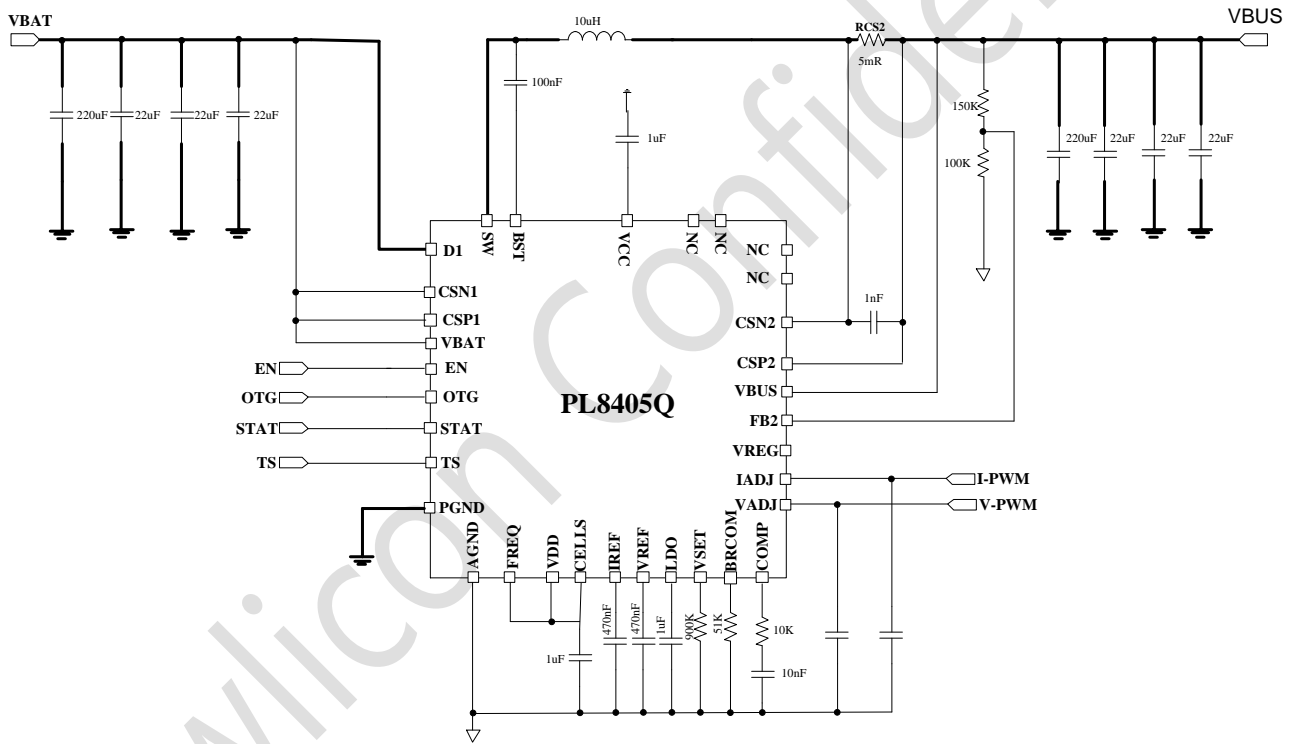 VBAT
10uH
RCS2
VBUS
5mR
100nF
1uF
150K
100K
220uF
22uF
22uF
22uF
220uF
22uF
22uF
22uF
SW
BST
VCC
NC
NC
D1
NC
NC
CSN1
CSP1
VBAT
1nF
CSN2
EN
EN
CSP2
OTG
OTG
VBUS
PL8405Q
STAT
STAT
FB2
TS
TS
VREG
IADJ
I-PWM
PGND
VADJ
V-PWM
AGND
FREQ
VDD
CELLS
IREF
VREF
LDO
VSET
BRCOM
COMP
1uF
470nF
470nF
1uF
900K
51K
10K
10nF
wlicon Confiden